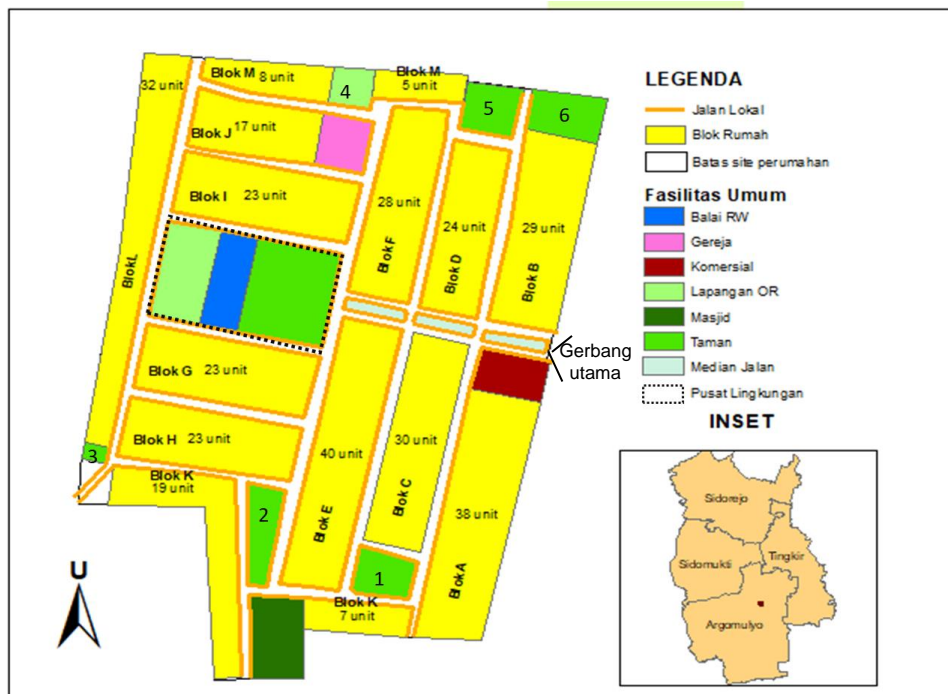 Blok M
8 unit
Blok M
5 unit
32 unit
4
5
6
Blok J
17 unit
Blok I
23 unit
28 unit
Blok F
24 unit
Blok D
29 unit
Blok B
Blok L
Gerbang
utama
Blok G
23 unit
Blok H
23 unit
3
Blok K
19 unit
40 unit
Blok E
30 unit
Blok C
38 unit
Blok A
2
1
Blok K
7 unit
U
LEGENDA
Jalan Lokal
Blok Rumah
Batas site perumahan
Fasilitas Umum
Balai RW
Gereja
Komersial
Lapangan OR
Masjid
Taman
Median Jalan
Pusat Lingkungan
INSET
Sidorejo
Sidomukti
Tingkir
Argomulyo